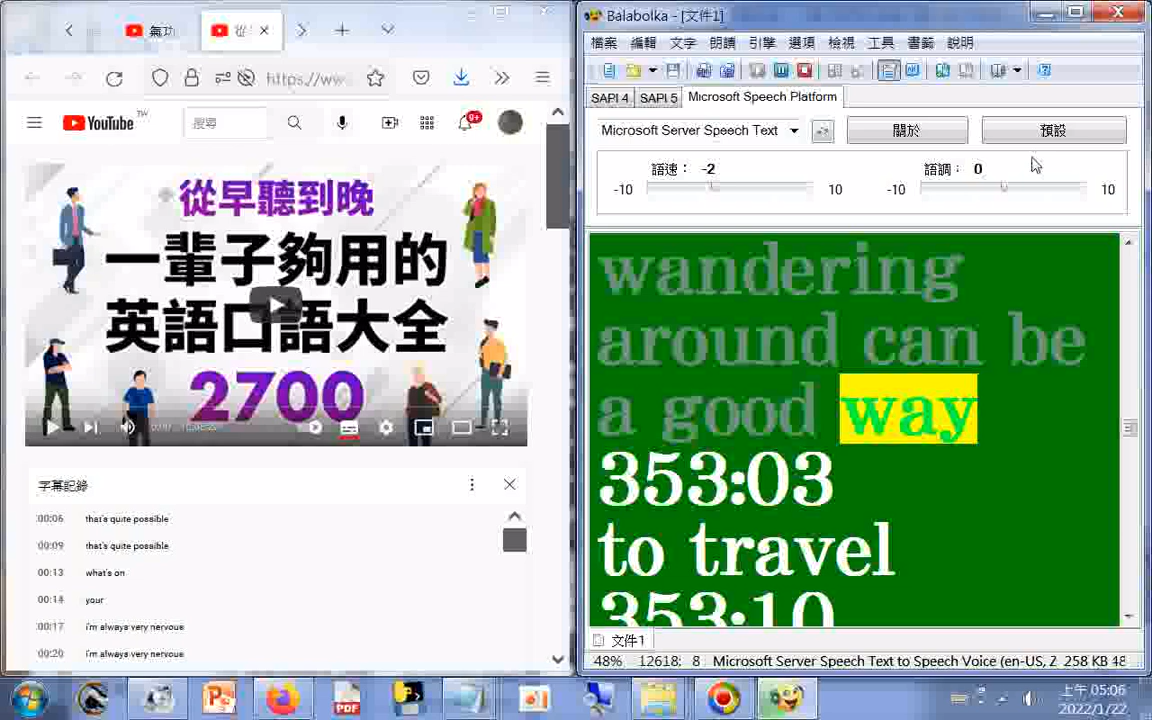 氣功
https://www
YouTube TW
搜尋
9+
從早聽到晚
一輩子夠用的
英語口語大全
2700
字幕記錄
00:06 that's quite possible
00:09 that's quite possible
00:13 what's on
00:14 your
00:17 i'm always very nervous
00:20 i'm always very nervous
Balabolka - [文件1]
檔案 編輯 文字 朗讀 引擎 選項 檢視 工具 書籤 說明
SAPI 4 SAPI 5 Microsoft Speech Platform
Microsoft Server Speech Text 關於 預設
語速： -2 語調： 0
-10 10 -10 10
wandering
around can be
a good way
353:03
to travel
353:10
文件1
48% 12618: 8 Microsoft Server Speech Text to Speech Voice (en-US, Z 258 KB 48
PDF
上午 05:06
2022/1/22